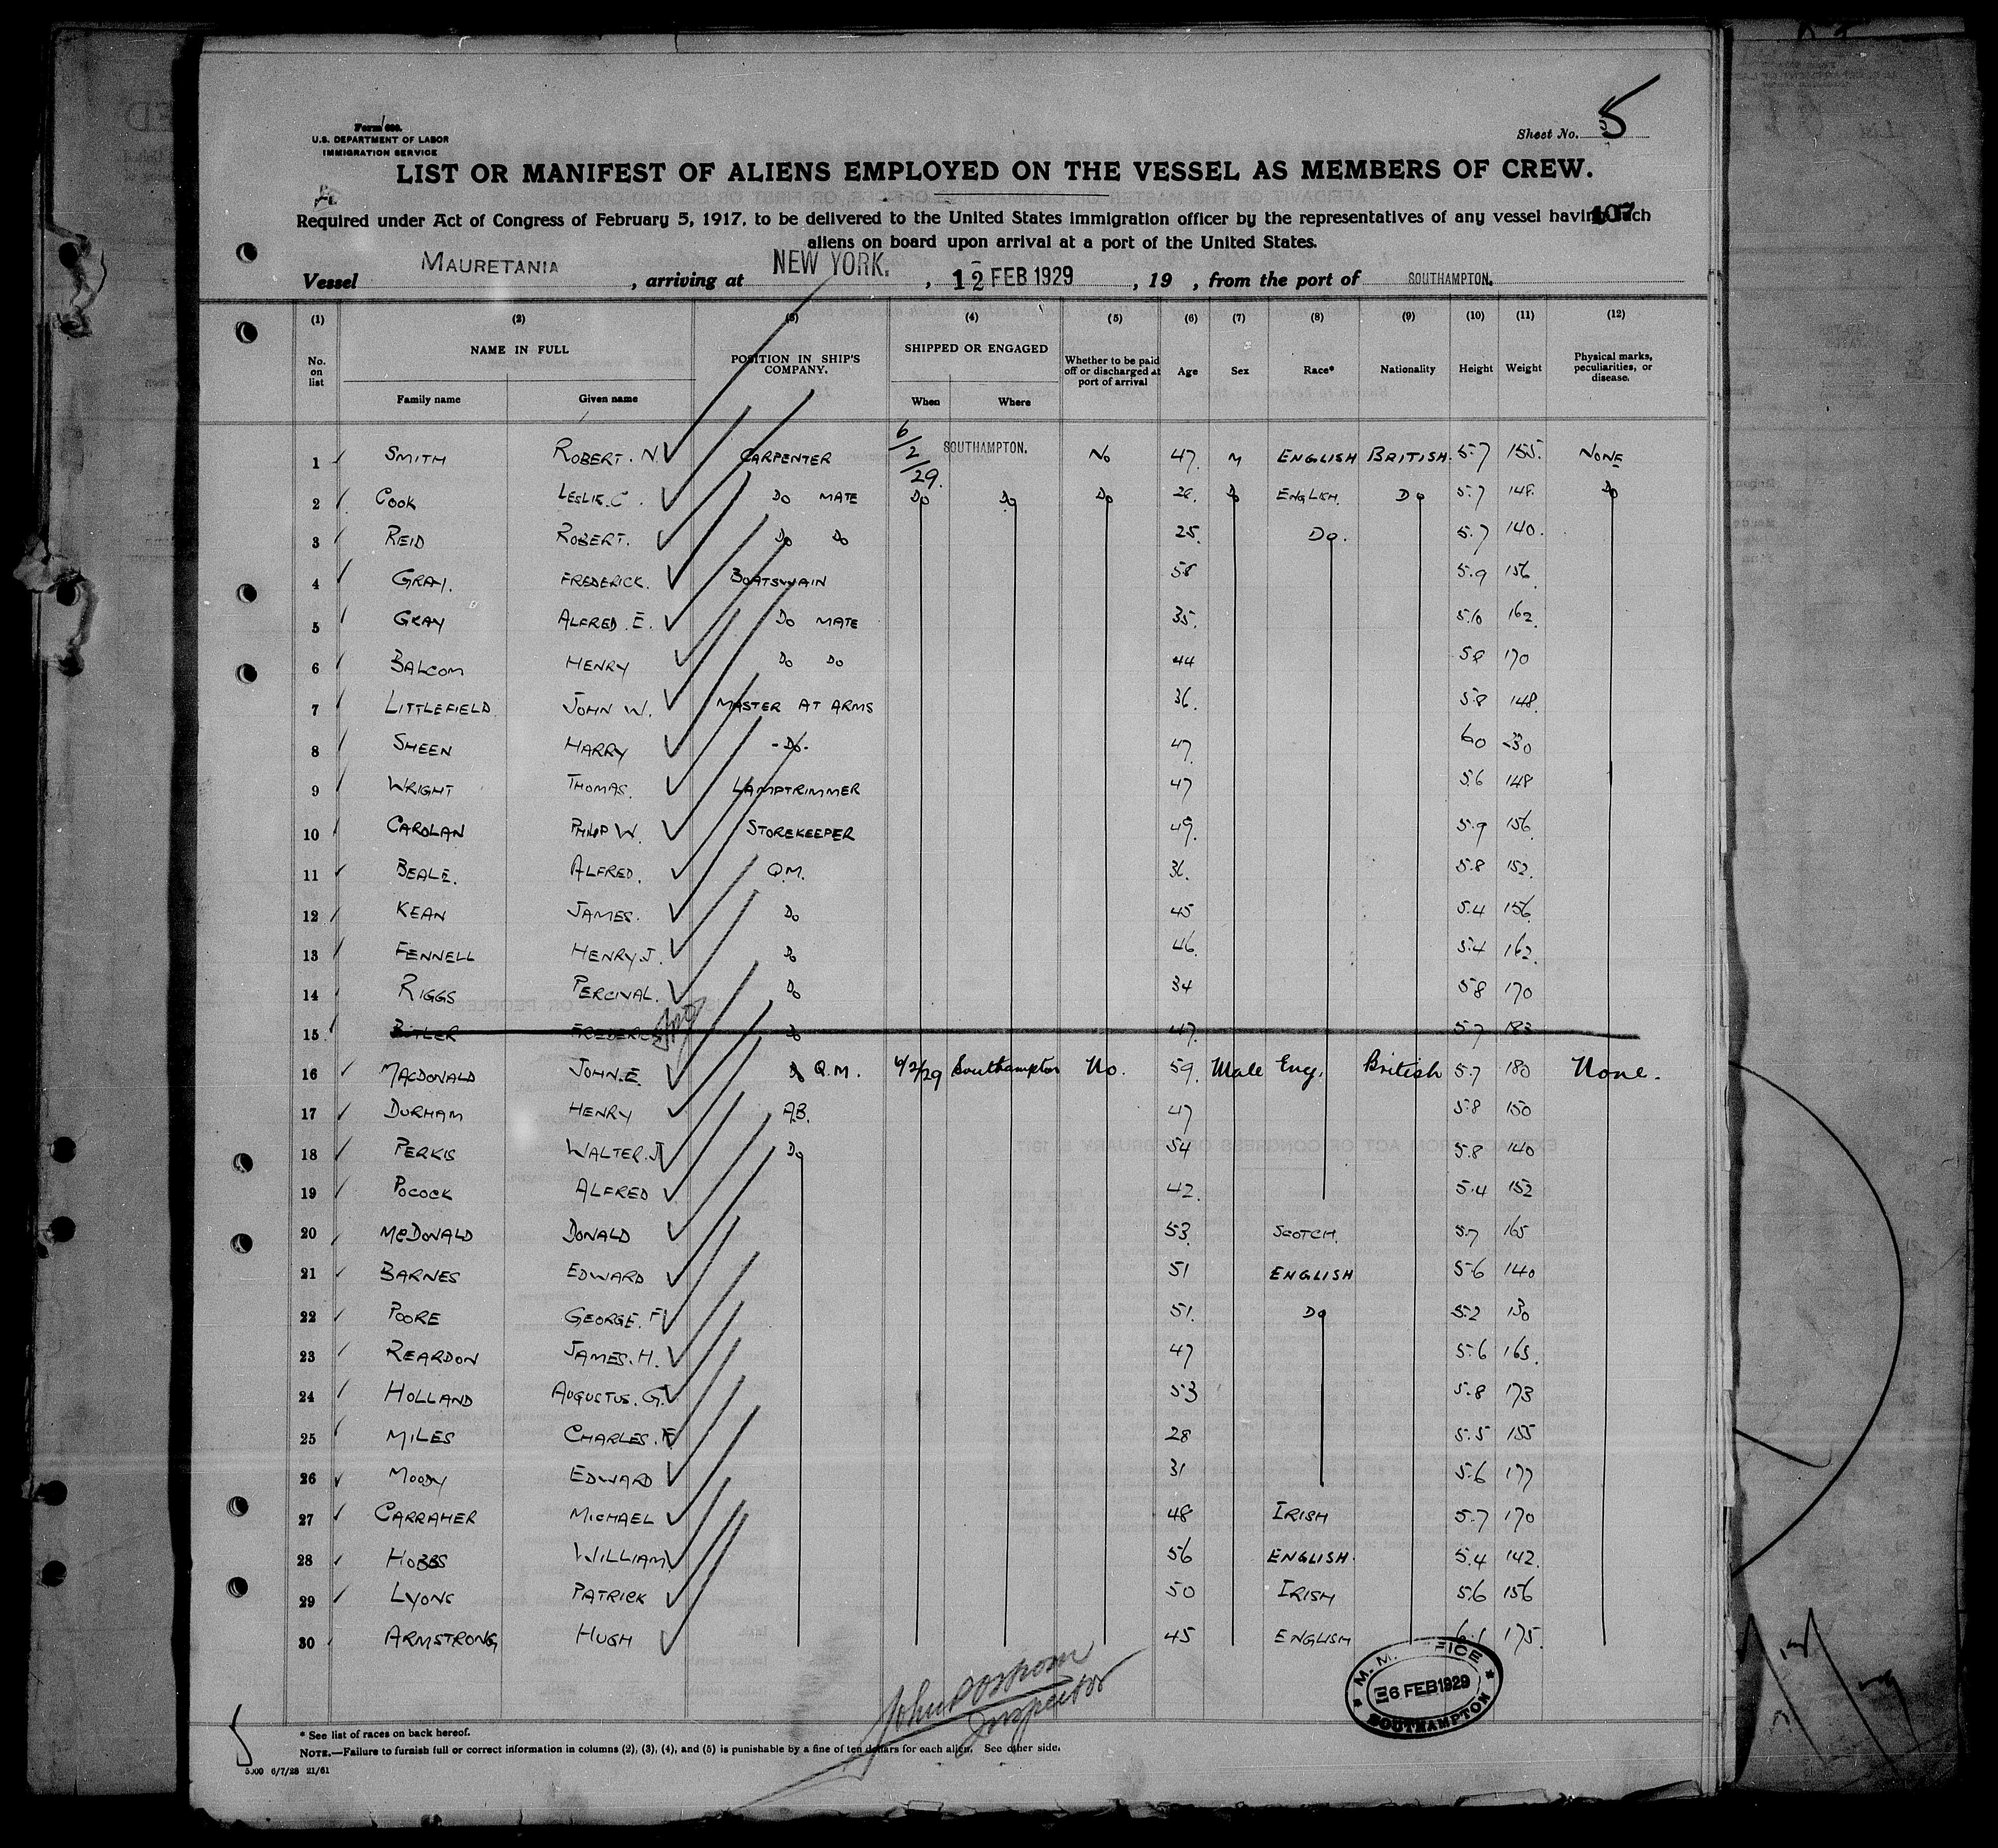 Sheet No. 5
Form 680.
U.S. DEPARTMENT OF LABOR
IMMIGRATION SERVICE
LIST OR MANIFEST OF ALIENS EMPLOYED ON THE VESSEL AS MEMBERS OF CREW.
Required under Act of Congress of February 5, 1917, to be delivered to the United States immigration officer by the representatives of any vessel having such
107
aliens on board upon arrival at a port of the United States.
Vessel MAURETANIA, arriving at NEW YORK., 12 FEB 1929, 19 , from the port of SOUTHAMPTON.
(1) (2) (3) (4) (5) (6) (7) (8) (9) (10) (11) (12)
No. on list NAME IN FULL POSITION IN SHIP'S COMPANY. SHIPPED OR ENGAGED Whether to be paid off or discharged at port of arrival Age Sex Race* Nationality Height Weight Physical marks, peculiarities, or disease.
Family name Given name When Where
1 SMITH ROBERT. N. CARPENTER 6/2/29. SOUTHAMPTON. No 47. M ENGLISH BRITISH. 5.7 155. NONE
2 COOK LESLIE. C. DO MATE DO DO DO 26. DO ENGLISH. DO 5.7 148. DO
3 REID ROBERT. DO DO 25. DO. 5.7 140.
4 GRAY. FREDERICK. BOATSWAIN 58 5.9 156.
5 GRAY ALFRED. E. DO MATE 35. 5.10 162.
6 BALCOM HENRY DO DO 44 5.8 170
7 LITTLEFIELD. JOHN W. MASTER AT ARMS 36. 5.8 148.
8 SHEEN HARRY - DO. 47. 6.0 230
9 WRIGHT THOMAS. LAMPTRIMMER 47 5.6 148
10 CAROLAN PHILIP W. STOREKEEPER 49. 5.9 156.
11 BEALE. ALFRED. Q.M. 36. 5.8 152.
12 KEAN JAMES. DO 45 5.4 156.
13 FENNELL HENRY J. DO 46. 5.4 162.
14 RIGGS PERCIVAL. DO 34 5.8 170
15 BUTLER FREDERICK DO 47. 5.7 183
16 MACDONALD JOHN. E. Q.M. 6/2/29 Southampton No. 59. Male Eng. British 5.7 180 None.
17 DURHAM HENRY A.B. 47 5.8 150
18 PERKIS WALTER. J DO 54 5.8 140
19 POCOCK ALFRED 42. 5.4 152
20 McDONALD DONALD 53. SCOTCH. 5.7 165
21 BARNES EDWARD 51 ENGLISH 5.6 140
22 POORE GEORGE. F 51. DO 5.2 130
23 REARDON JAMES. H. 47 5.6 165.
24 HOLLAND AUGUSTUS. G. 53 5.8 173
25 MILES CHARLES. 28 5.5 155
26 MOODY EDWARD 31 5.6 177
27 CARRAHER MICHAEL 48 IRISH 5.7 170
28 HOBBS WILLIAM 56 ENGLISH. 5.4 142.
29 LYONS PATRICK 50 IRISH 5.6 156
30 ARMSTRONG HUGH 45 ENGLISH 6.1 175.
Inspector
M. M. OFFICE
6 FEB 1929
SOUTHAMPTON
5
* See list of races on back hereof.
NOTE.—Failure to furnish full or correct information in columns (2), (3), (4), and (5) is punishable by a fine of ten dollars for each alien. See other side.
5000 6/7/28 21/61